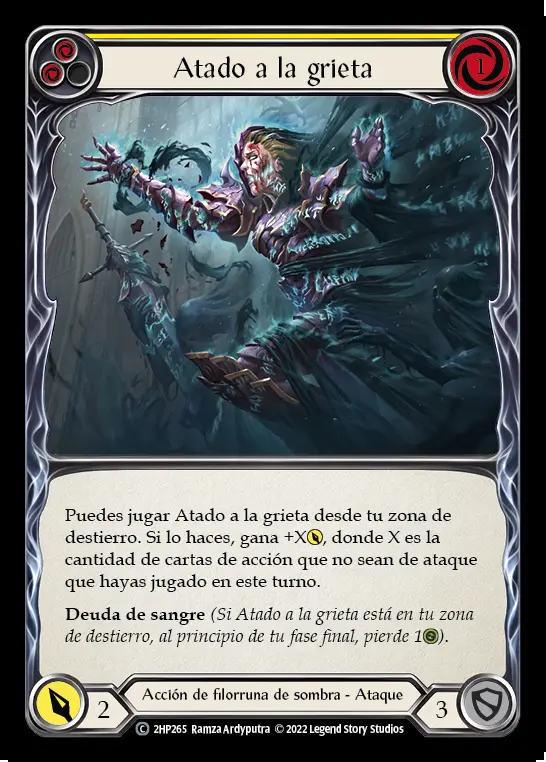 Atado a la grieta
1
Puedes jugar Atado a la grieta desde tu zona de
destierro. Si lo haces, gana +X, donde X es la
cantidad de cartas de acción que no sean de ataque
que hayas jugado en este turno.
Deuda de sangre (Si Atado a la grieta está en tu zona
de destierro, al principio de tu fase final, pierde 1).
2
Acción de filorruna de sombra - Ataque
3
C 2HP265 Ramza Ardyputra © 2022 Legend Story Studios